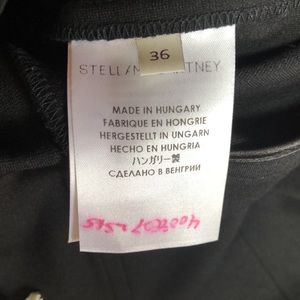 36
STELLA McCARTNEY
MADE IN HUNGARY
FABRIQUE EN HONGRIE
HERGESTELLT IN UNGARN
HECHO EN HUNGRIA
ハンガリー製
СДЕЛАНО В ВЕНГРИИ